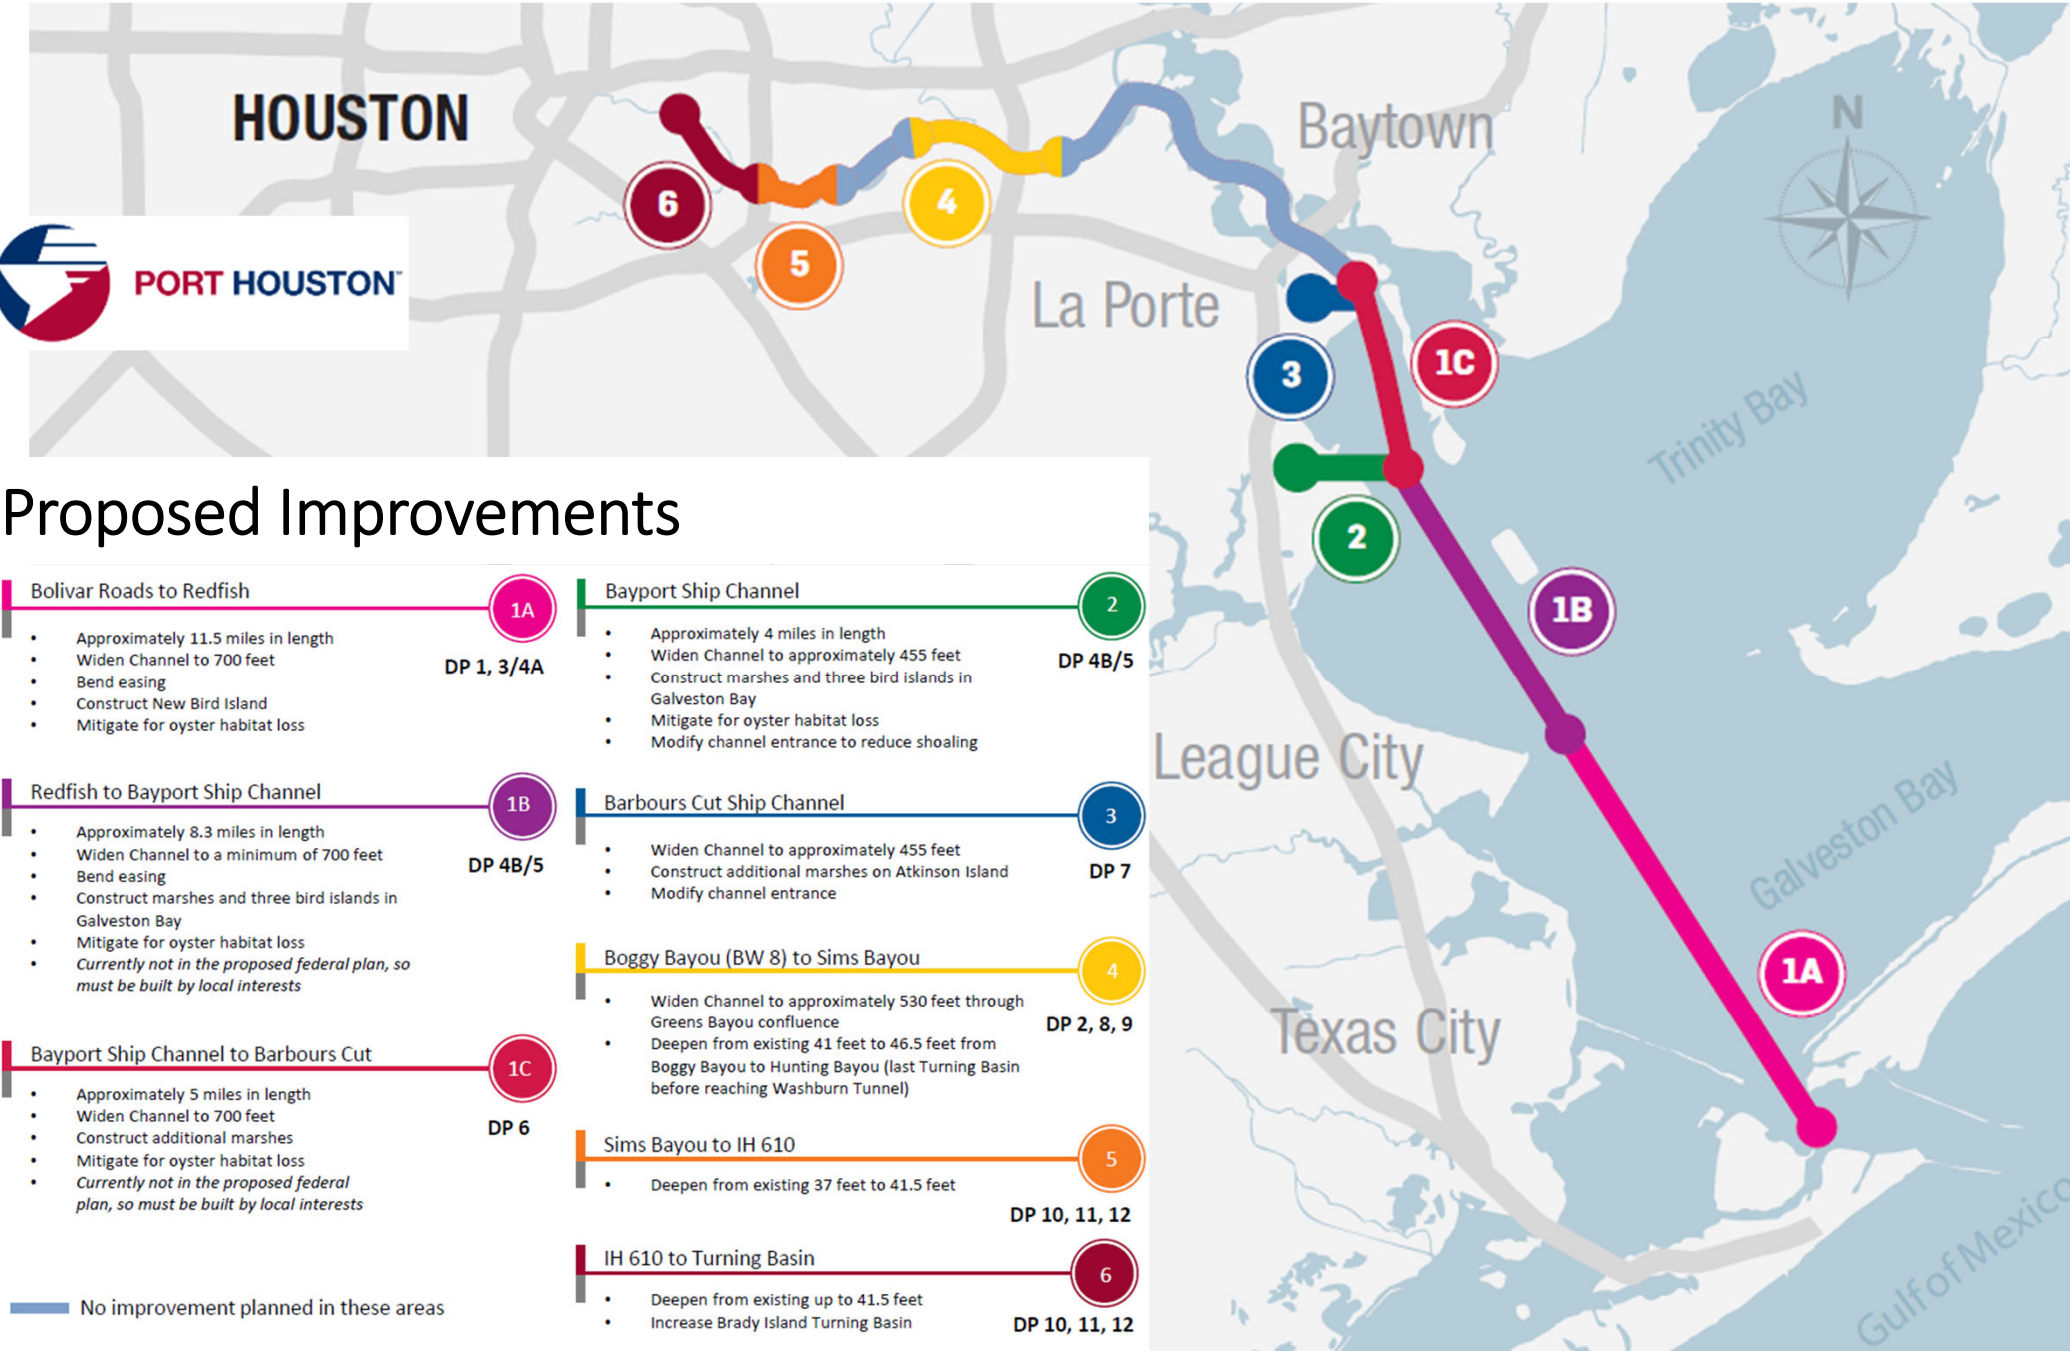 HOUSTON
Baytown
N
6
4
5
PORT HOUSTON™
La Porte
3
1C
Trinity Bay
2
1B
League City
Galveston Bay
1A
Texas City
Gulf of Mexico
Proposed Improvements
Bolivar Roads to Redfish
1A
• Approximately 11.5 miles in length
• Widen Channel to 700 feet
• Bend easing
• Construct New Bird Island
• Mitigate for oyster habitat loss
DP 1, 3/4A
Redfish to Bayport Ship Channel
1B
• Approximately 8.3 miles in length
• Widen Channel to a minimum of 700 feet
• Bend easing
• Construct marshes and three bird islands in
Galveston Bay
• Mitigate for oyster habitat loss
• Currently not in the proposed federal plan, so
must be built by local interests
DP 4B/5
Bayport Ship Channel to Barbours Cut
1C
• Approximately 5 miles in length
• Widen Channel to 700 feet
• Construct additional marshes
• Mitigate for oyster habitat loss
• Currently not in the proposed federal
plan, so must be built by local interests
DP 6
No improvement planned in these areas
Bayport Ship Channel
2
• Approximately 4 miles in length
• Widen Channel to approximately 455 feet
• Construct marshes and three bird islands in
Galveston Bay
• Mitigate for oyster habitat loss
• Modify channel entrance to reduce shoaling
DP 4B/5
Barbours Cut Ship Channel
3
• Widen Channel to approximately 455 feet
• Construct additional marshes on Atkinson Island
• Modify channel entrance
DP 7
Boggy Bayou (BW 8) to Sims Bayou
4
• Widen Channel to approximately 530 feet through
Greens Bayou confluence
• Deepen from existing 41 feet to 46.5 feet from
Boggy Bayou to Hunting Bayou (last Turning Basin
before reaching Washburn Tunnel)
DP 2, 8, 9
Sims Bayou to IH 610
5
• Deepen from existing 37 feet to 41.5 feet
DP 10, 11, 12
IH 610 to Turning Basin
6
• Deepen from existing up to 41.5 feet
• Increase Brady Island Turning Basin
DP 10, 11, 12